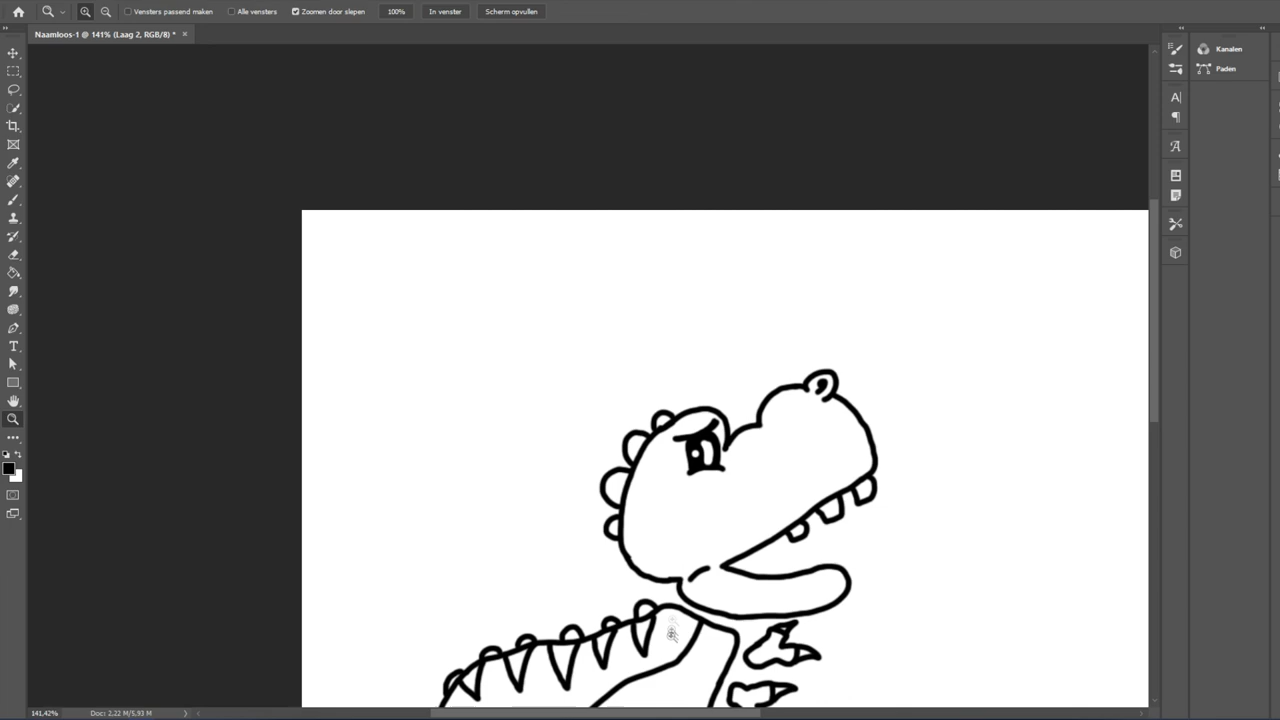 Vensters passend maken Alle vensters Zoomen door slepen 100% In venster Scherm opvullen
Naamloos-1 @ 141% (Laag 2, RGB/8) * ×
Kanalen
Paden
141.42% Doc: 2,22 M/5,93 M